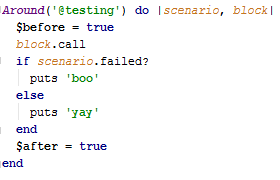 Around('@testing') do |scenario, block|
  $before = true
  block.call
  if scenario.failed?
    puts 'boo'
  else
    puts 'yay'
  end
  $after = true
end